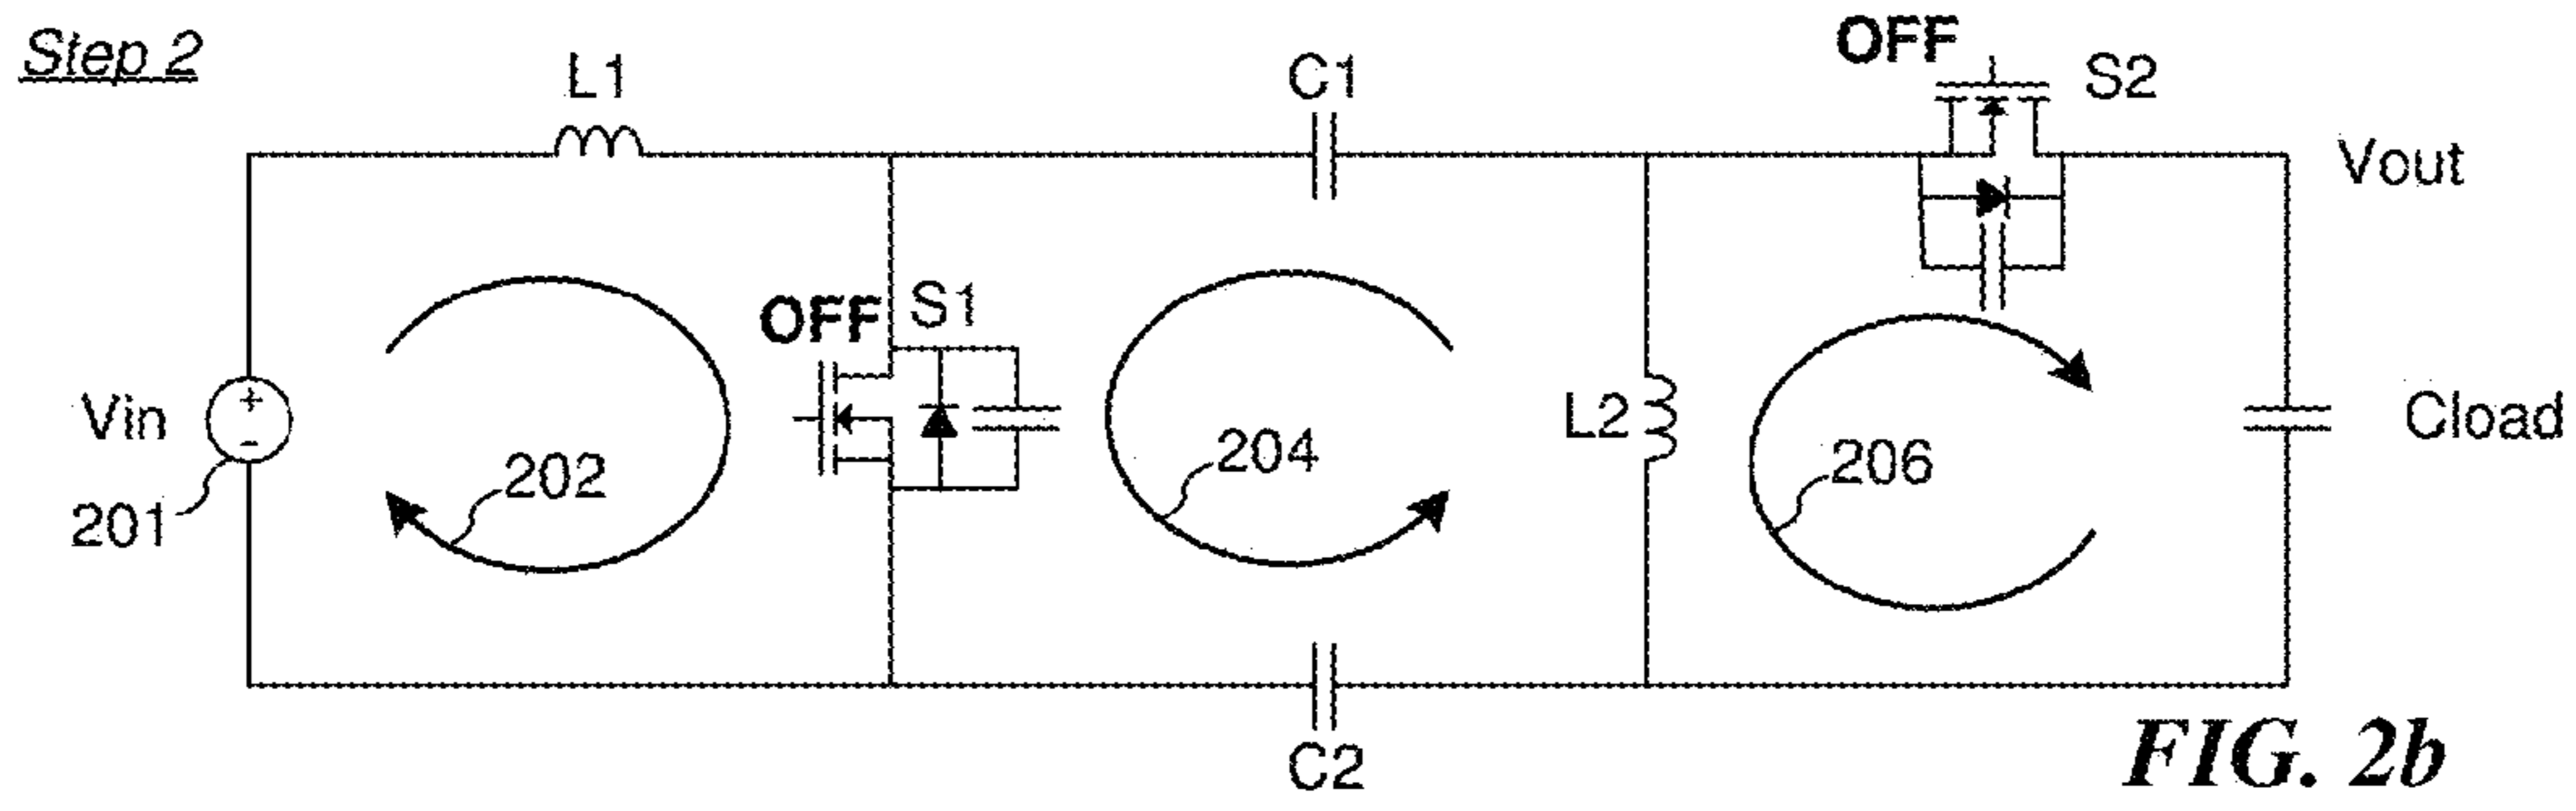 Step 2
L1
C1
OFF
S2
Vout
OFF
S1
Vin
+
-
201
202
204
L2
206
Cload
C2
FIG. 2b